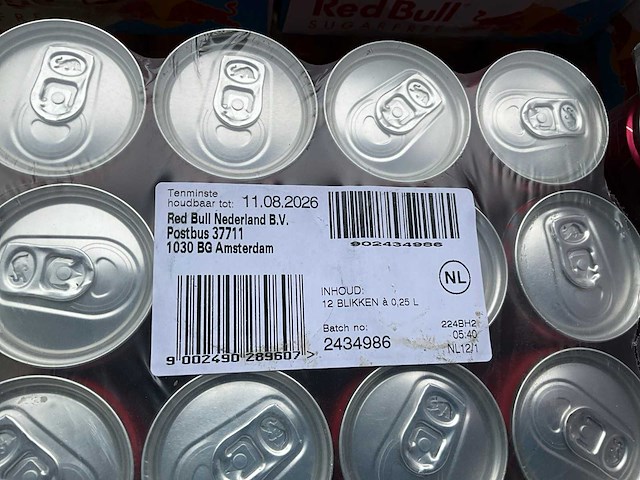 Red Bull
SUGARFREE
Tenminste
houdbaar tot: 11.08.2026
Red Bull Nederland B.V.
Postbus 37711
1030 BG Amsterdam
902434986
NL
INHOUD:
12 BLIKKEN à 0,25 L
Batch no:
2434986
224BH2
05:40
NL12/1
9 002490 289607 >